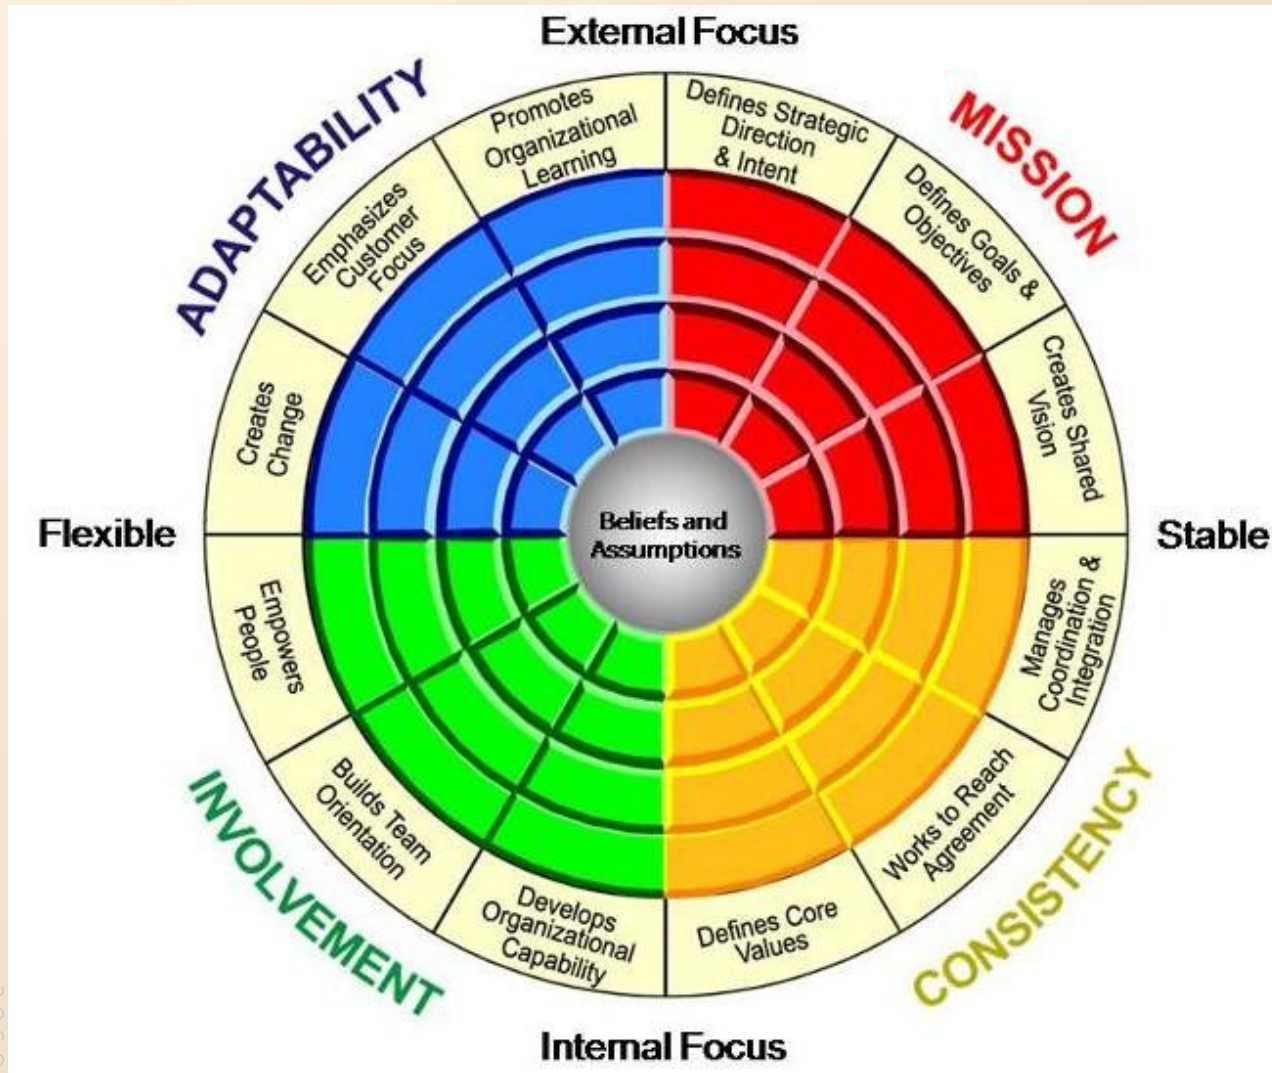 External Focus
ADAPTABILITY
MISSION
Promotes
Organizational
Learning
Defines Strategic
Direction
& Intent
Emphasizes
Customer
Focus
Defines Goals &
Objectives
Creates
Change
Creates Shared
Vision
Flexible
Beliefs and
Assumptions
Stable
Empowers
People
Manages
Coordination &
Integration
Builds Team
Orientation
Works to Reach
Agreement
Develops
Organizational
Capability
Defines Core
Values
INVOLVEMENT
CONSISTENCY
Internal Focus